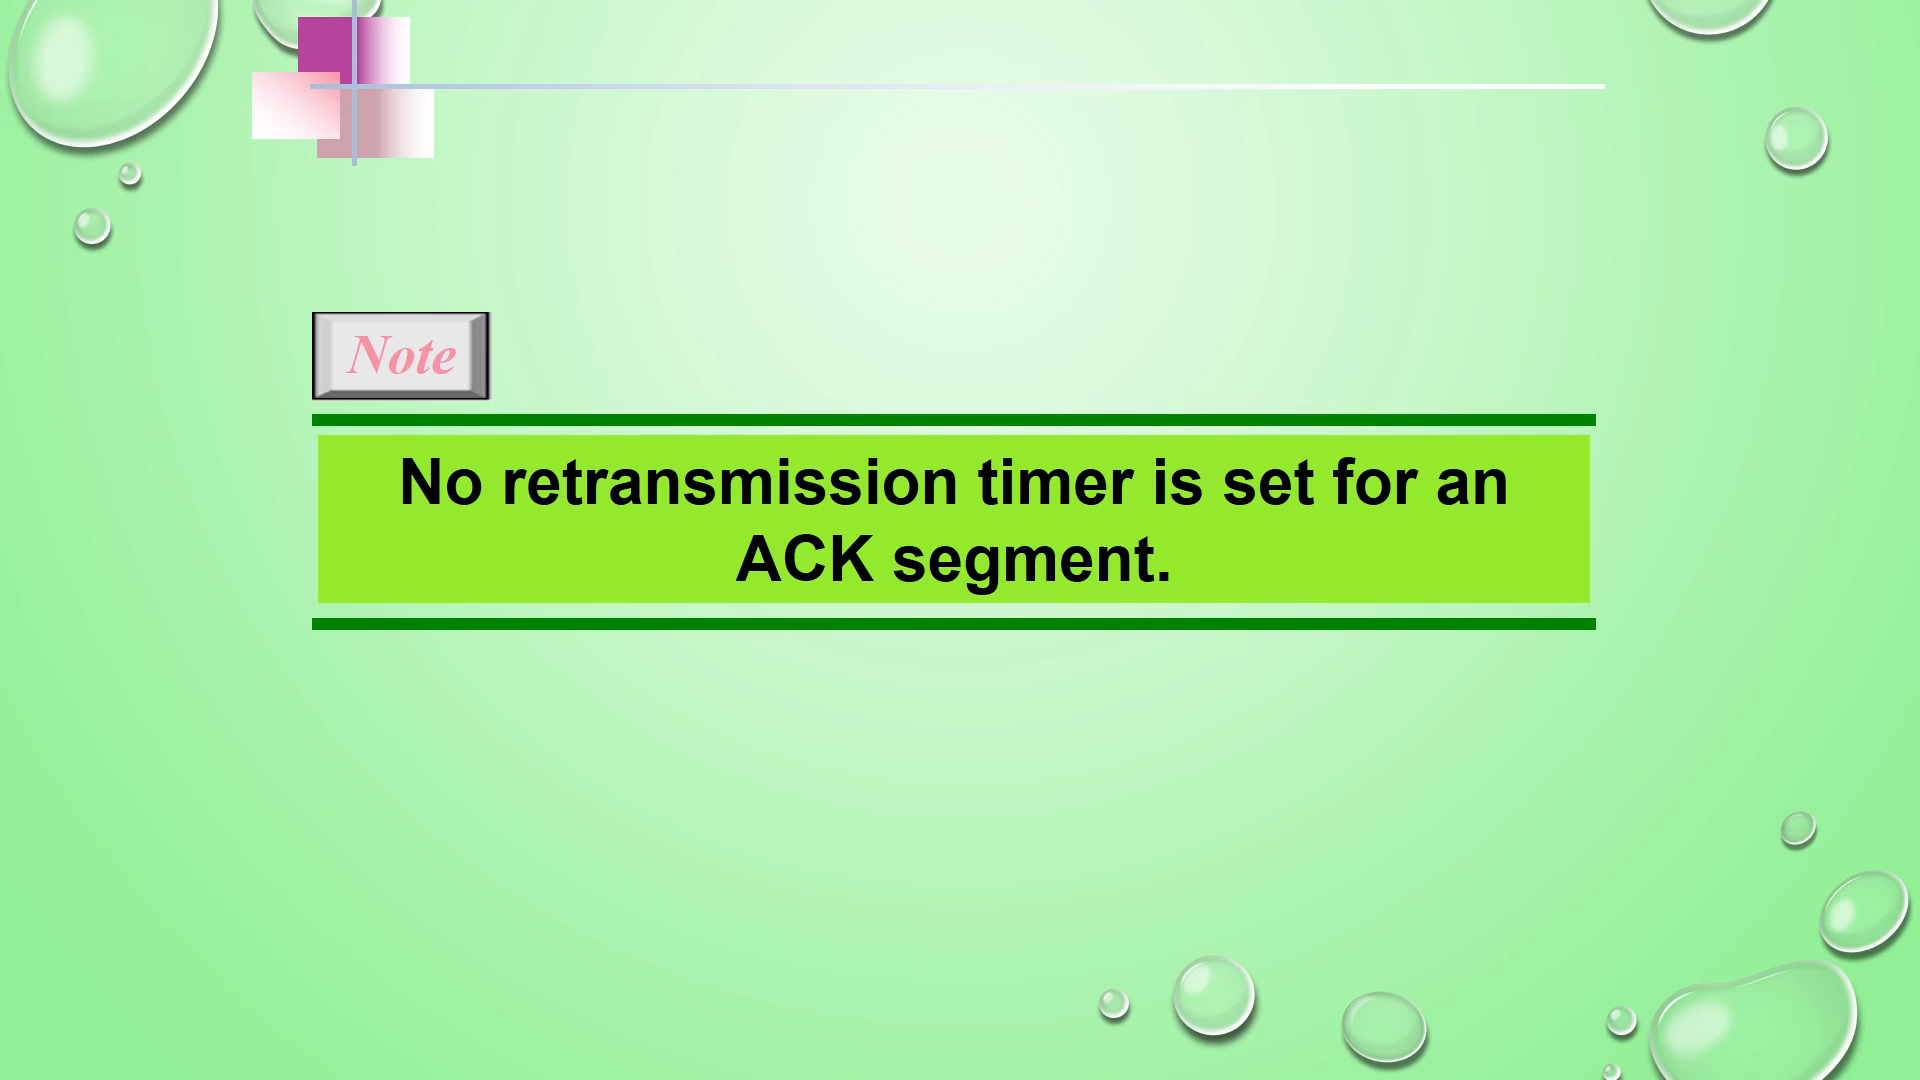 Note
No retransmission timer is set for an
ACK segment.